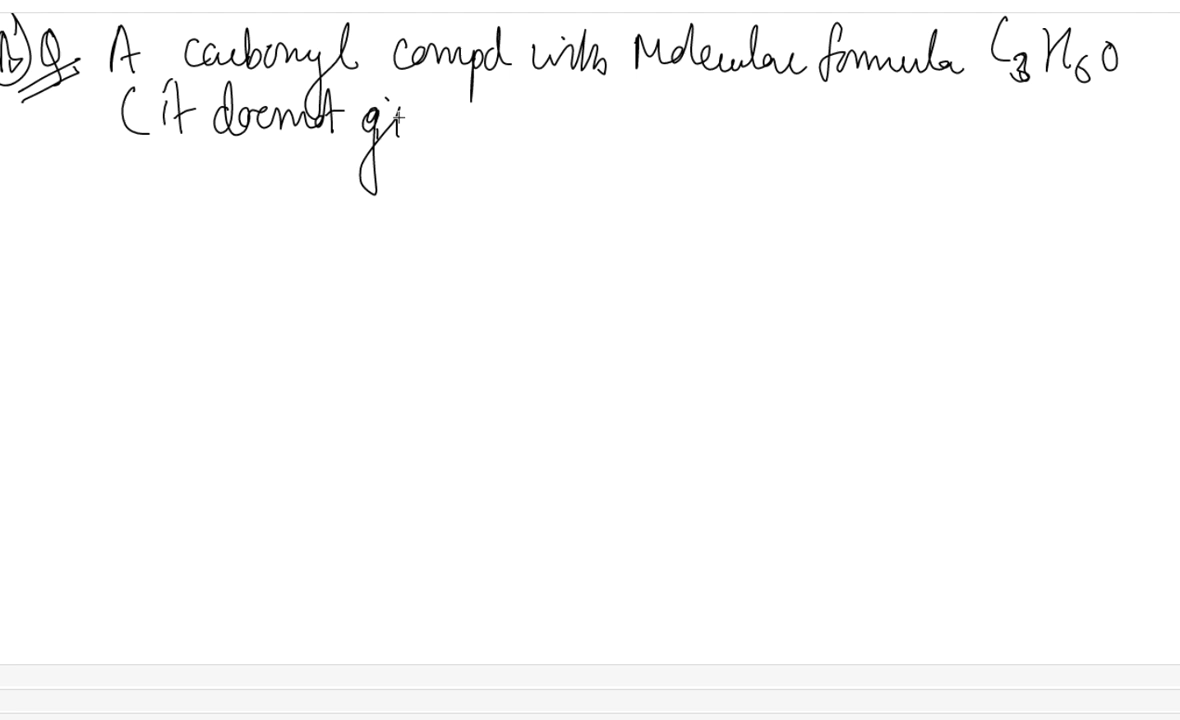 Q. A carbonyl compd with Molecular formula C₃H₆O
( it doesn't gi